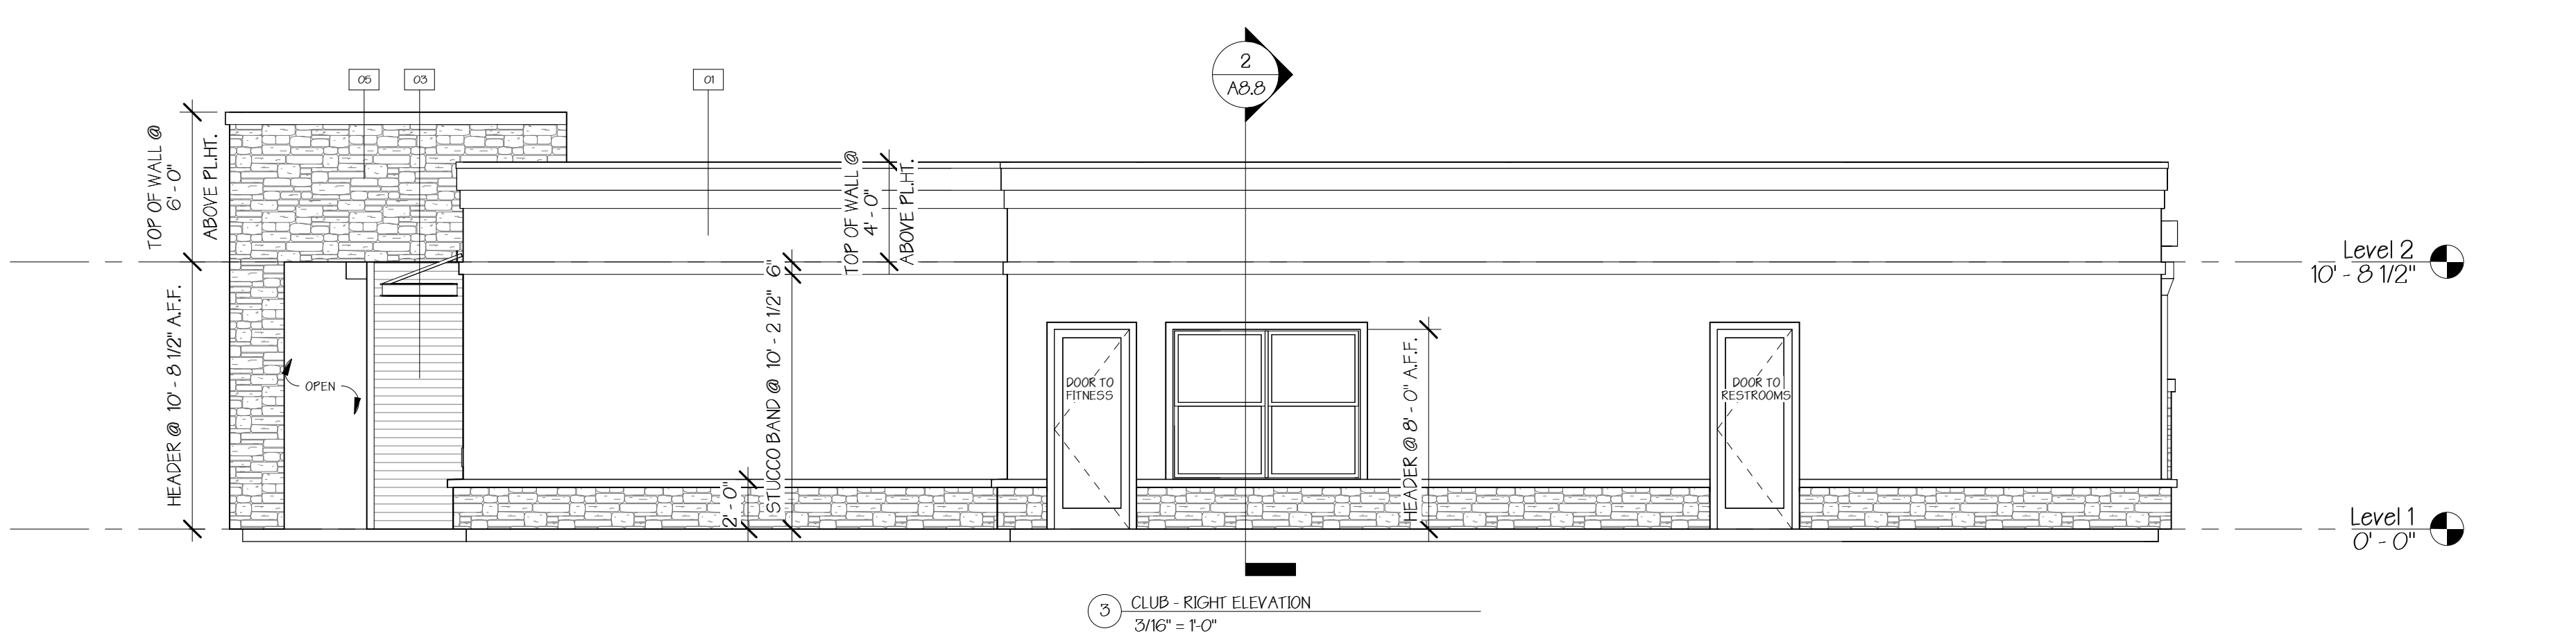 05
03
01
2
A8.8
TOP OF WALL @
6' - 0"
ABOVE PL.HT.
TOP OF WALL @
4' - 0"
ABOVE PL.HT.
Level 2
10' - 8 1/2"
HEADER @ 10' - 8 1/2" A.F.F.
OPEN
6"
STUCCO BAND @ 10' - 2 1/2"
2' - 0"
DOOR TO
FITNESS
HEADER @ 8' - 0" A.F.F.
DOOR TO
RESTROOMS
Level 1
0' - 0"
3
CLUB - RIGHT ELEVATION
3/16" = 1'-0"